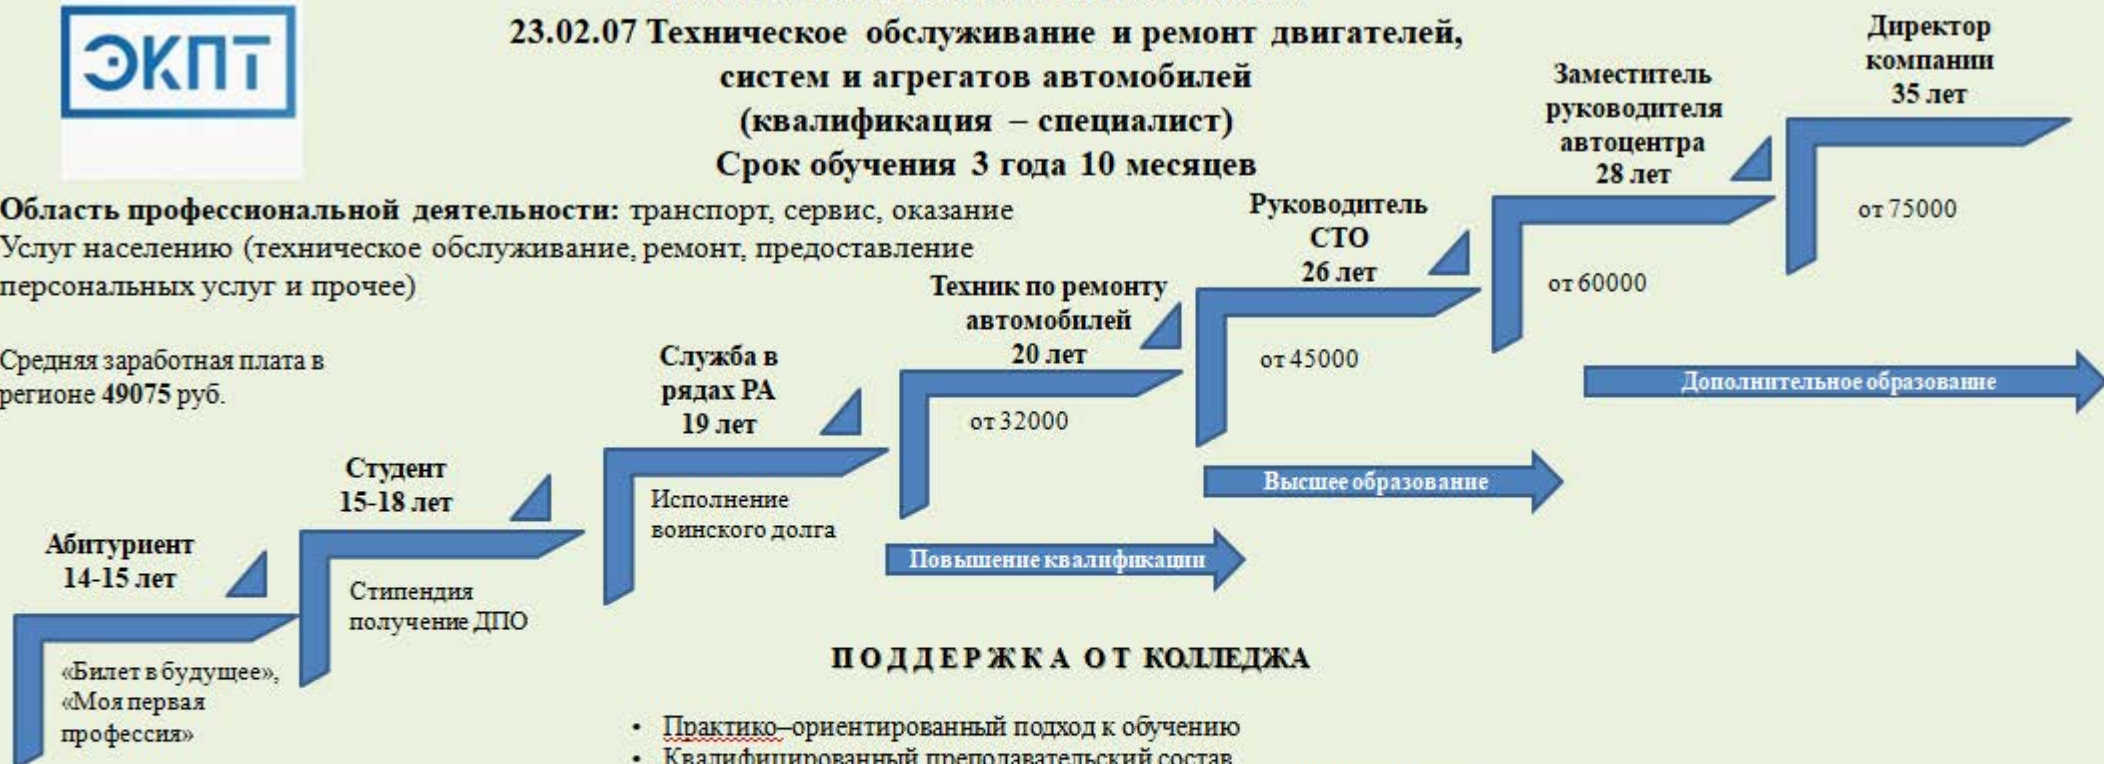 ЭКПТ
23.02.07 Техническое обслуживание и ремонт двигателей,
систем и агрегатов автомобилей
(квалификация – специалист)
Срок обучения 3 года 10 месяцев
Область профессиональной деятельности: транспорт, сервис, оказание
Услуг населению (техническое обслуживание, ремонт, предоставление
персональных услуг и прочее)
Средняя заработная плата в
регионе 49075 руб.
Абитуриент
14-15 лет
«Билет в будущее»,
«Моя первая
профессия»
Студент
15-18 лет
Стипендия
получение ДПО
Служба в
рядах РА
19 лет
Исполнение
воинского долга
Техник по ремонту
автомобилей
20 лет
от 32000
Руководитель
СТО
26 лет
от 45000
Заместитель
руководителя
автоцентра
28 лет
от 60000
Директор
компании
35 лет
от 75000
Повышение квалификации
Высшее образование
Дополнительное образование
ПОДДЕРЖКА ОТ КОЛЛЕДЖА
• Практико–ориентированный подход к обучению
• Квалифицированный преподавательский состав